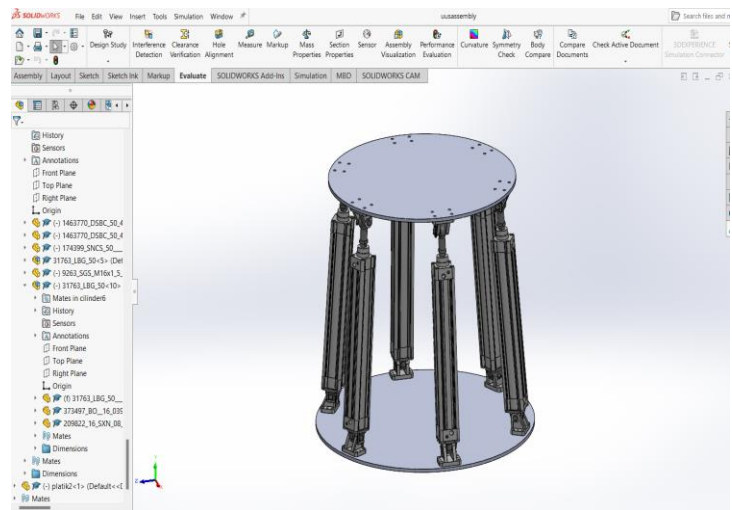 SOLIDWORKS File Edit View Insert Tools Simulation Window uusassembly Search files and m
Design Study Interference Detection Clearance Verification Hole Alignment Measure Markup Mass Properties Section Properties Sensor Assembly Visualization Performance Evaluation Curvature Symmetry Check Body Compare Compare Documents Check Active Document 3DEXPERIENCE Simulation Connector
Assembly Layout Sketch Sketch Ink Markup Evaluate SOLIDWORKS Add-Ins Simulation MBD SOLIDWORKS CAM
History
Sensors
Annotations
Front Plane
Top Plane
Right Plane
Origin
(-) 1463770_DSBC_50_4
(-) 1463770_DSBC_50_4
(-) 174399_SNCS_50___
31763_LBG_50<5> (Def
(-) 9263_SGS_M16x1_5_
(-) 31763_LBG_50<10>
Mates in cilinder6
History
Sensors
Annotations
Front Plane
Top Plane
Right Plane
Origin
(f) 31763_LBG_50__
373497_BO__16_035
209822_16_SXN_08_
Mates
Dimensions
Mates
Dimensions
(-) platik2<1> (Default<<D
Mates